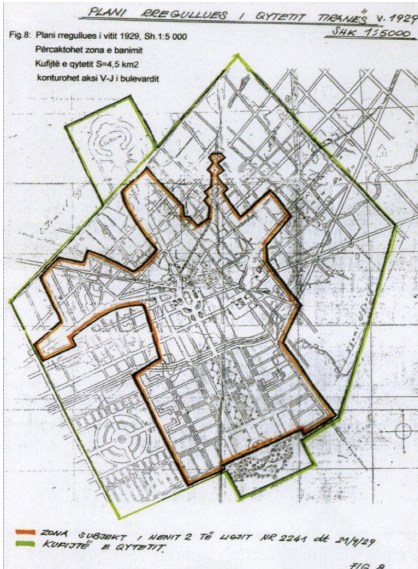 PLANI RREGULLUES I QYTETIT TIRANËS V. 1929
SHK 1:5000
Fig.8: Plani rregullues i vitit 1929, Sh.1:5 000
Përcaktohet zona e banimit
Kufijtë e qytetit S=4,5 km2
konturohet aksi V-J i bulevardit
ZONA SUBJEKT I NENIT 2 TË LIGJIT NR 2241 dt 21/9/29
KUFIJTË E QYTETIT.
FIG 8